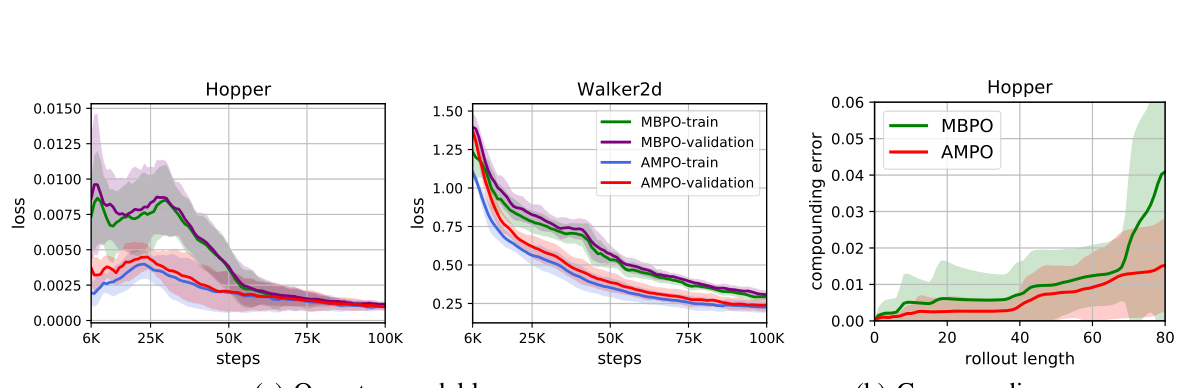 Hopper
0.0150
0.0125
0.0100
0.0075
0.0050
0.0025
0.0000
loss
6K 25K 50K 75K 100K
steps
Walker2d
1.50
1.25
1.00
0.75
0.50
0.25
loss
MBPO-train
MBPO-validation
AMPO-train
AMPO-validation
6K 25K 50K 75K 100K
steps
Hopper
0.06
0.05
0.04
0.03
0.02
0.01
0.00
compounding error
MBPO
AMPO
0 20 40 60 80
rollout length